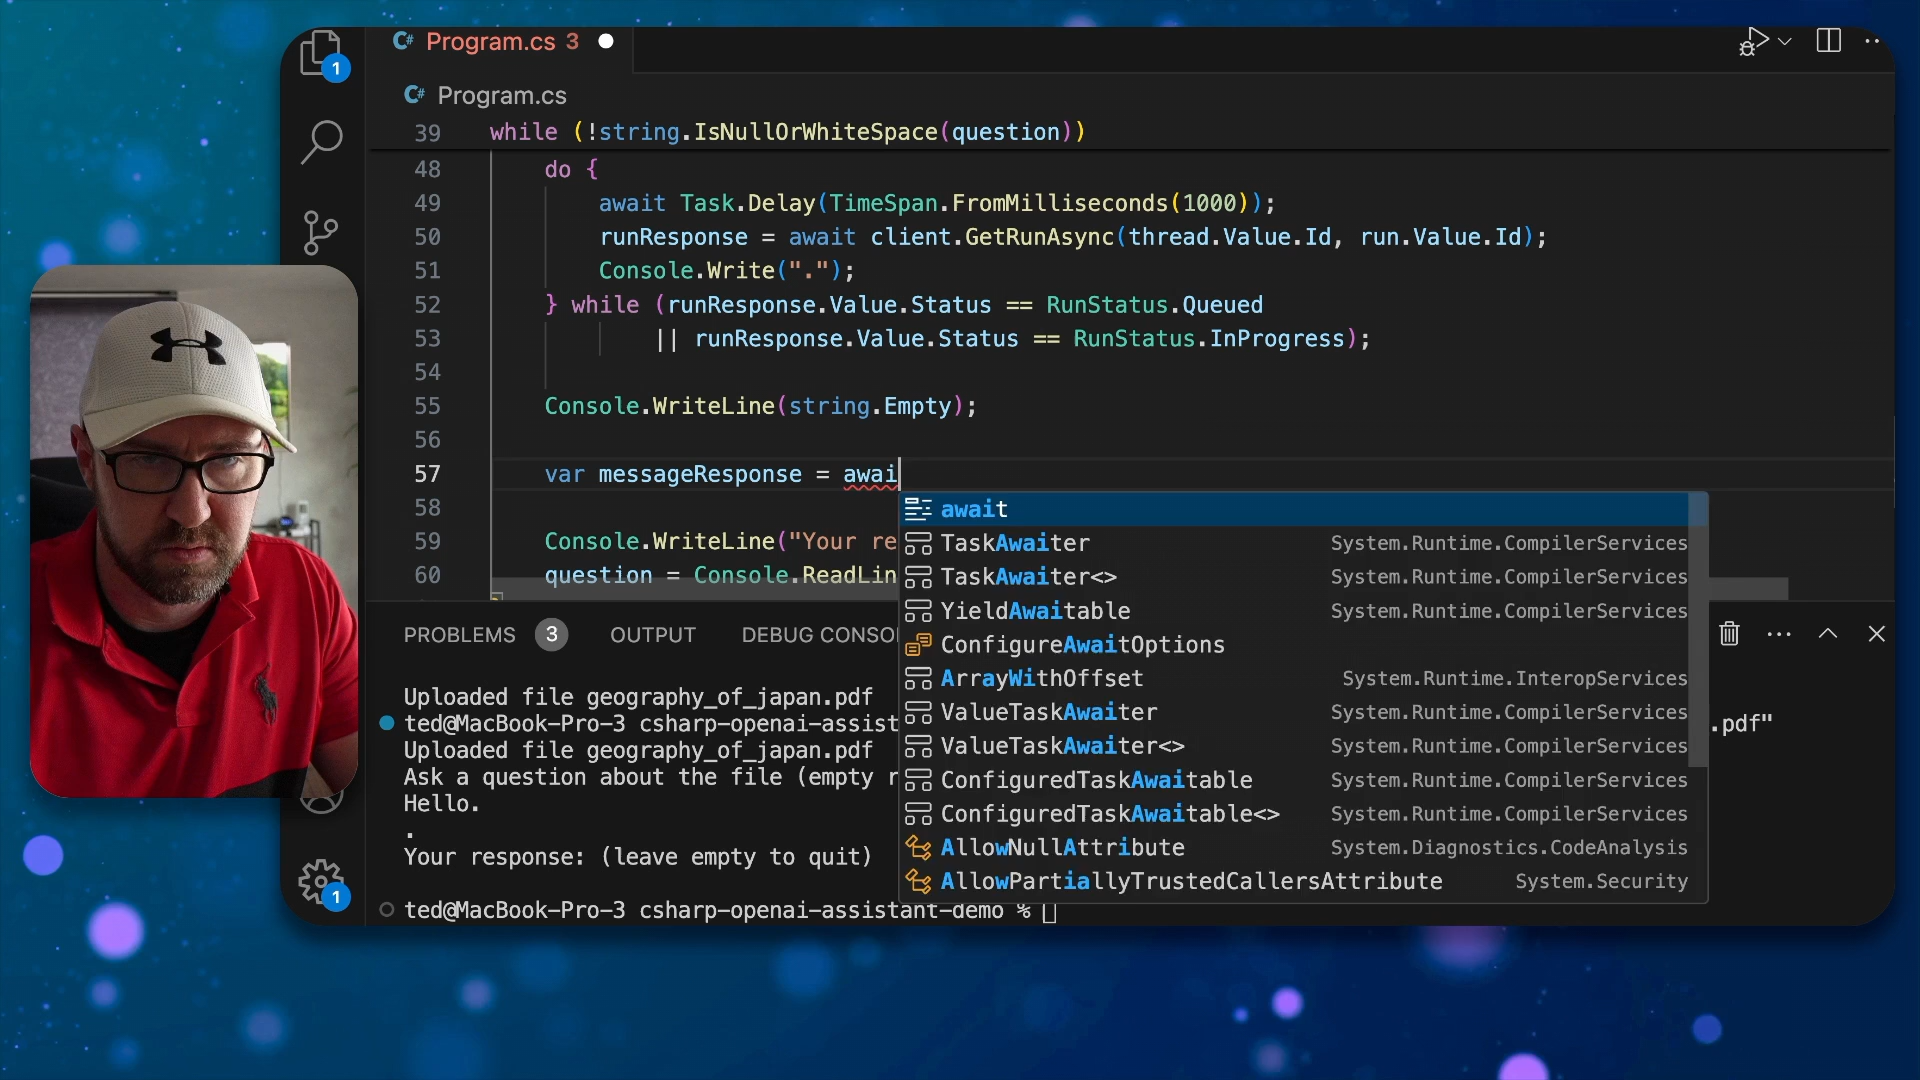 C# Program.cs 3
1
C# Program.cs
39 while (!string.IsNullOrWhiteSpace(question))
48 do {
49 await Task.Delay(TimeSpan.FromMilliseconds(1000));
50 runResponse = await client.GetRunAsync(thread.Value.Id, run.Value.Id);
51 Console.Write(".");
52 } while (runResponse.Value.Status == RunStatus.Queued
53 || runResponse.Value.Status == RunStatus.InProgress);
54
55 Console.WriteLine(string.Empty);
56
57 var messageResponse = awai
58
59 Console.WriteLine("Your re
60 question = Console.ReadLin
await
TaskAwaiter System.Runtime.CompilerServices
TaskAwaiter<> System.Runtime.CompilerServices
YieldAwaitable System.Runtime.CompilerServices
ConfigureAwaitOptions
ArrayWithOffset System.Runtime.InteropServices
ValueTaskAwaiter System.Runtime.CompilerServices
ValueTaskAwaiter<> System.Runtime.CompilerServices
ConfiguredTaskAwaitable System.Runtime.CompilerServices
ConfiguredTaskAwaitable<> System.Runtime.CompilerServices
AllowNullAttribute System.Diagnostics.CodeAnalysis
AllowPartiallyTrustedCallersAttribute System.Security
PROBLEMS 3 OUTPUT DEBUG CONSO
Uploaded file geography_of_japan.pdf
ted@MacBook-Pro-3 csharp-openai-assist .pdf"
Uploaded file geography_of_japan.pdf
Ask a question about the file (empty r
Hello.
.
Your response: (leave empty to quit)
ted@MacBook-Pro-3 csharp-openai-assistant-demo %
1